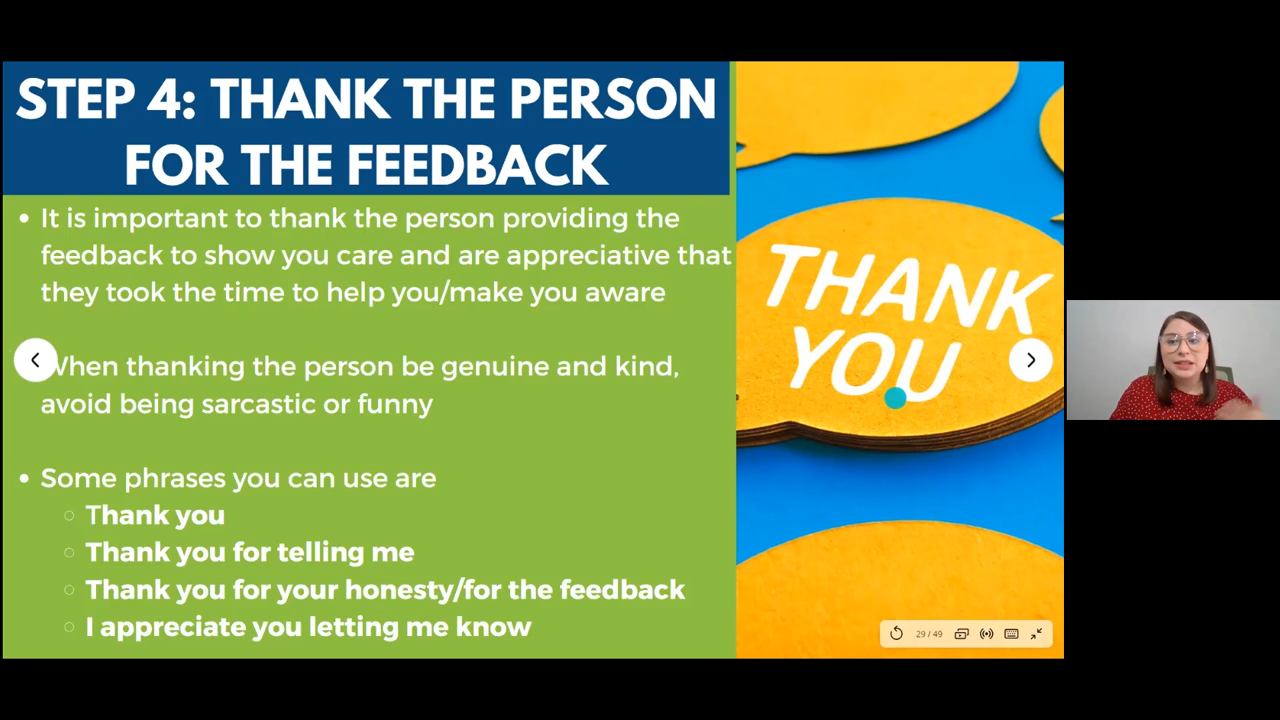 STEP 4: THANK THE PERSON
FOR THE FEEDBACK
It is important to thank the person providing the
feedback to show you care and are appreciative that
they took the time to help you/make you aware
When thanking the person be genuine and kind,
avoid being sarcastic or funny
Some phrases you can use are
Thank you
Thank you for telling me
Thank you for your honesty/for the feedback
I appreciate you letting me know
THANK
YOU
29 / 49